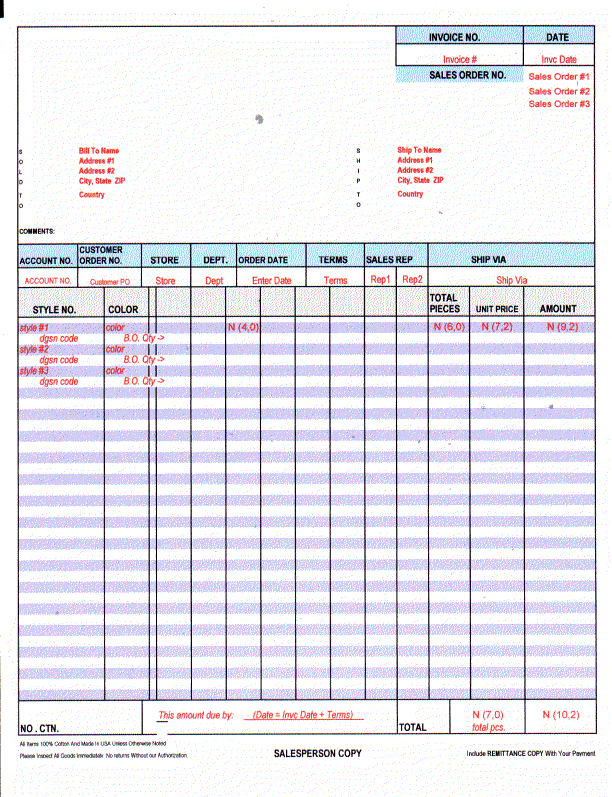 INVOICE NO. DATE
Invoice # Invc Date
SALES ORDER NO. Sales Order #1
Sales Order #2
Sales Order #3
SOLD TO
Bill To Name
Address #1
Address #2
City, State ZIP
Country
SHIP TO
Ship To Name
Address #1
Address #2
City, State ZIP
Country
COMMENTS:
ACCOUNT NO. CUSTOMER ORDER NO. STORE DEPT. ORDER DATE TERMS SALES REP SHIP VIA
ACCOUNT NO. Customer PO Store Dept Enter Date Terms Rep1 Rep2 Ship Via
STYLE NO. COLOR TOTAL PIECES UNIT PRICE AMOUNT
style #1 color N (4,0) N (6,0) N (7,2) N (9,2)
dgsn code B.O. Qty ->
style #2 color
dgsn code B.O. Qty ->
style #3 color
dgsn code B.O. Qty ->
NO. CTN. This amount due by: (Date = Invc Date + Terms) TOTAL N (7,0) N (10,2)
total pcs.
All Items 100% Cotton And Made In USA Unless Otherwise Noted
Please Inspect All Goods Immediately No returns Without our Authorization.
SALESPERSON COPY
Include REMITTANCE COPY With Your Payment